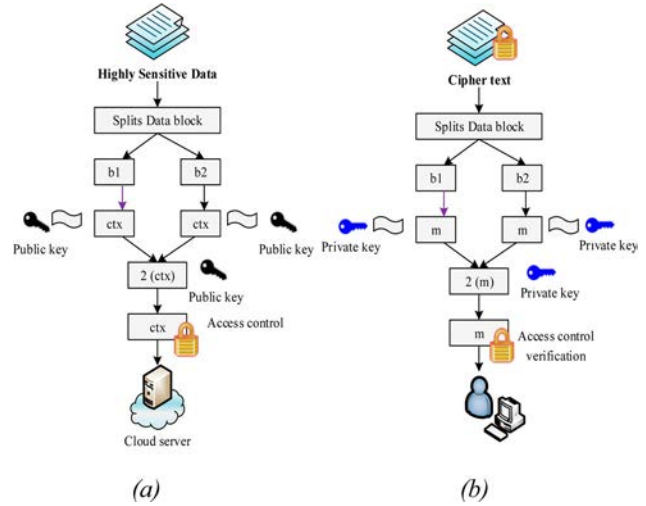 Highly Sensitive Data
Splits Data block
b1
b2
ctx
ctx
Public key
Public key
2 (ctx)
Public key
ctx
Access control
Cloud server
(a)
Cipher text
Splits Data block
b1
b2
m
m
Private key
Private key
2 (m)
Private key
m
Access control
verification
(b)